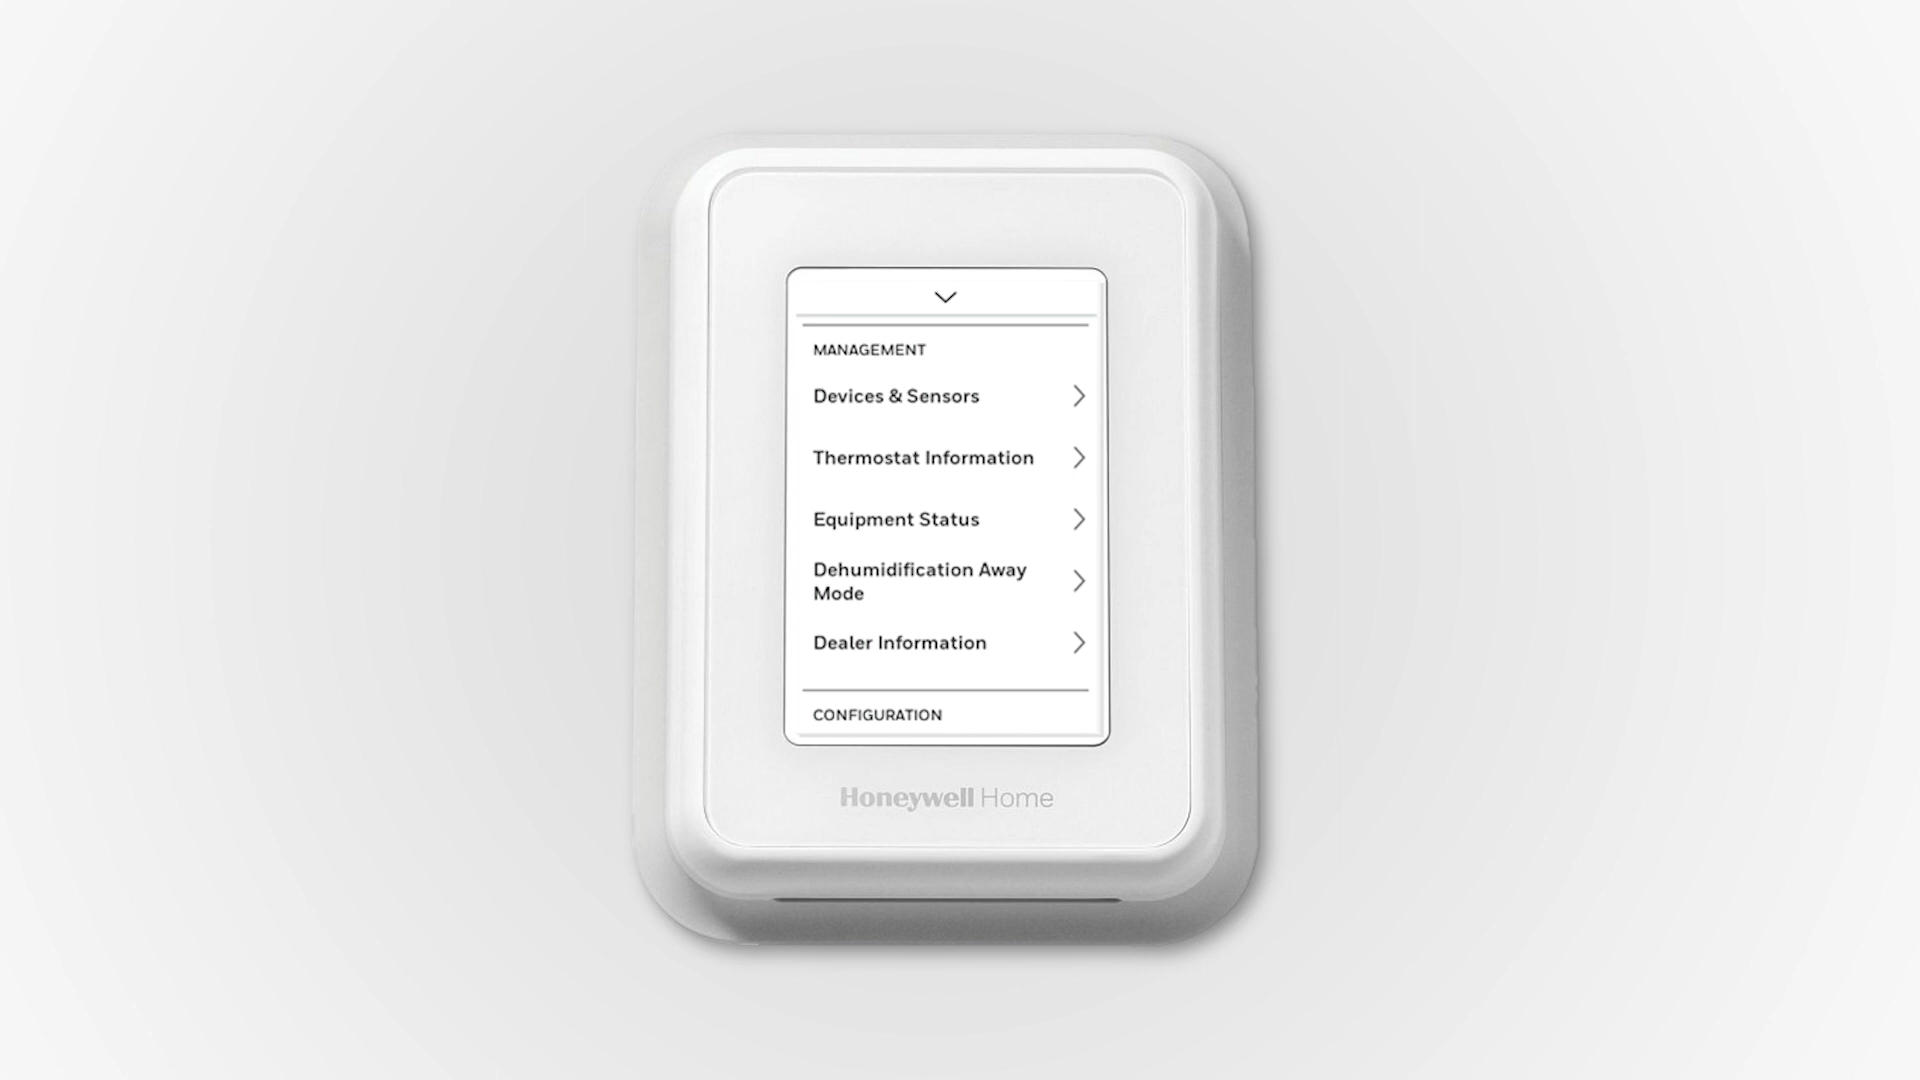 MANAGEMENT
Devices & Sensors
Thermostat Information
Equipment Status
Dehumidification Away
Mode
Dealer Information
CONFIGURATION
Honeywell Home